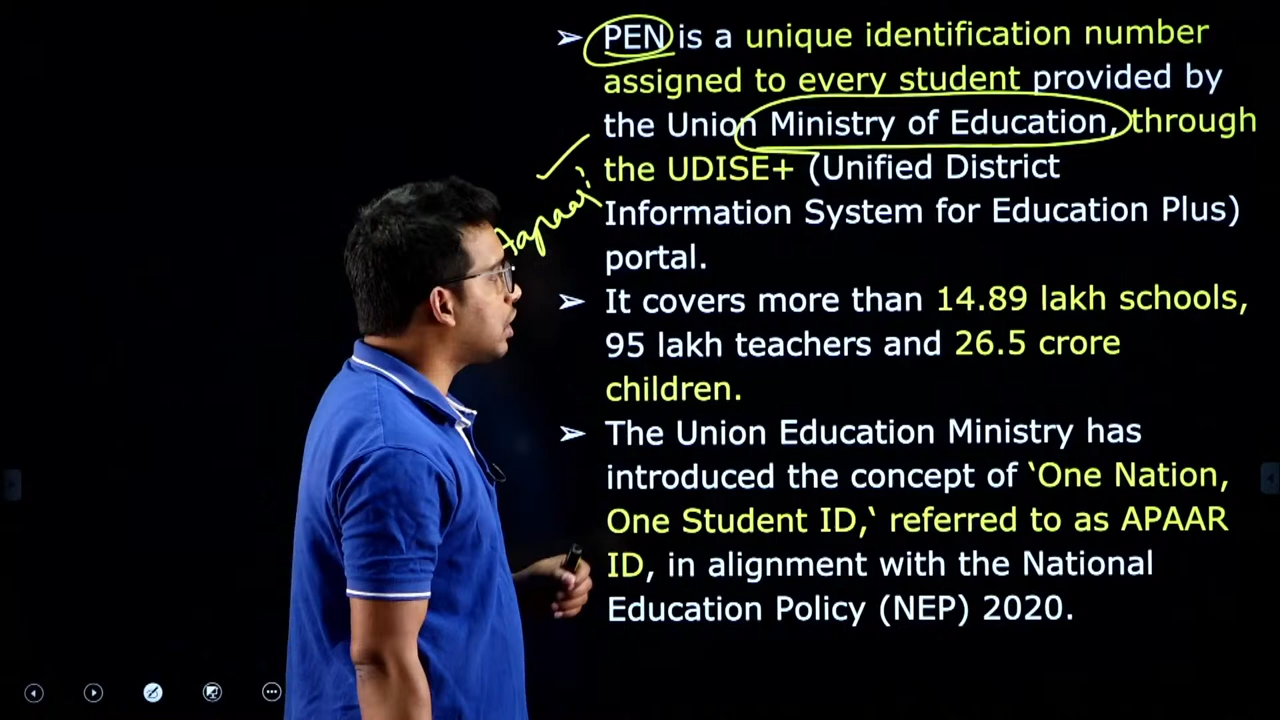 ➢ PEN is a unique identification number
assigned to every student provided by
the Union Ministry of Education, through
the UDISE+ (Unified District
Information System for Education Plus)
portal.
Aapaar
➢ It covers more than 14.89 lakh schools,
95 lakh teachers and 26.5 crore
children.
➢ The Union Education Ministry has
introduced the concept of ‘One Nation,
One Student ID,‘ referred to as APAAR
ID, in alignment with the National
Education Policy (NEP) 2020.